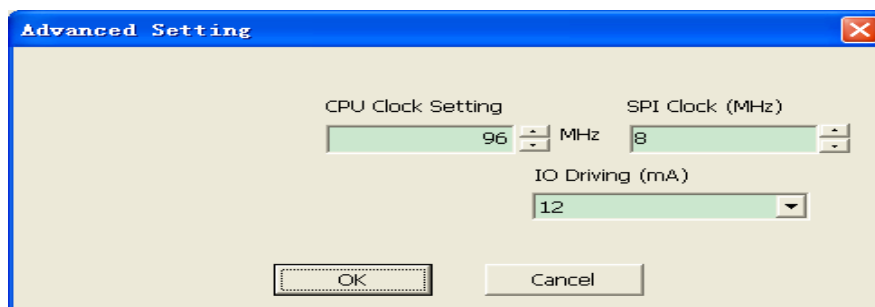 Advanced Setting
CPU Clock Setting
SPI Clock (MHz)
96 MHz
8
IO Driving (mA)
12
OK
Cancel